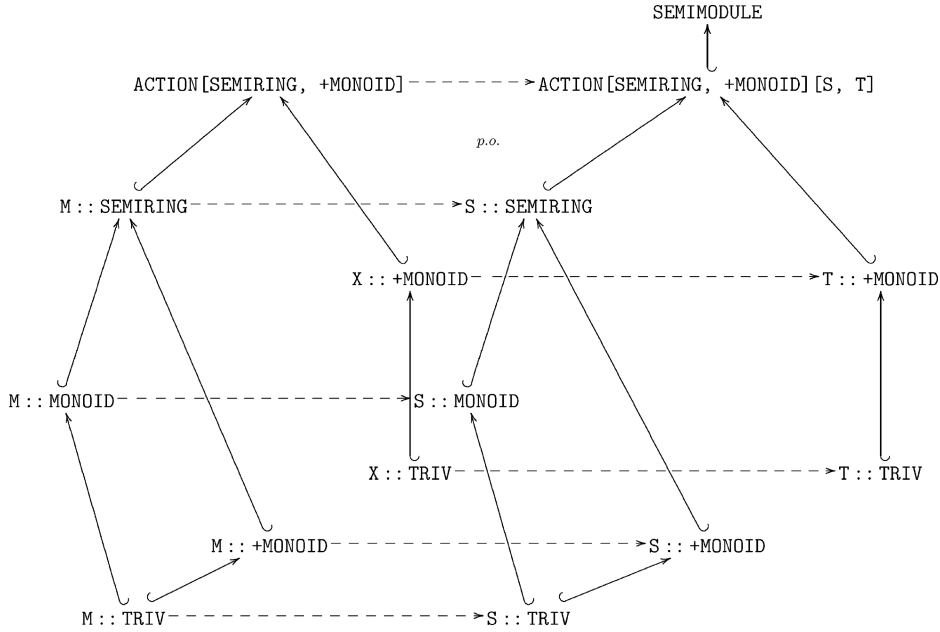 SEMIMODULE
ACTION[SEMIRING, +MONOID] ACTION[SEMIRING, +MONOID][S, T]
p.o.
M::SEMIRING S::SEMIRING
X::+MONOID T::+MONOID
M::MONOID S::MONOID
X::TRIV T::TRIV
M::+MONOID S::+MONOID
M::TRIV S::TRIV